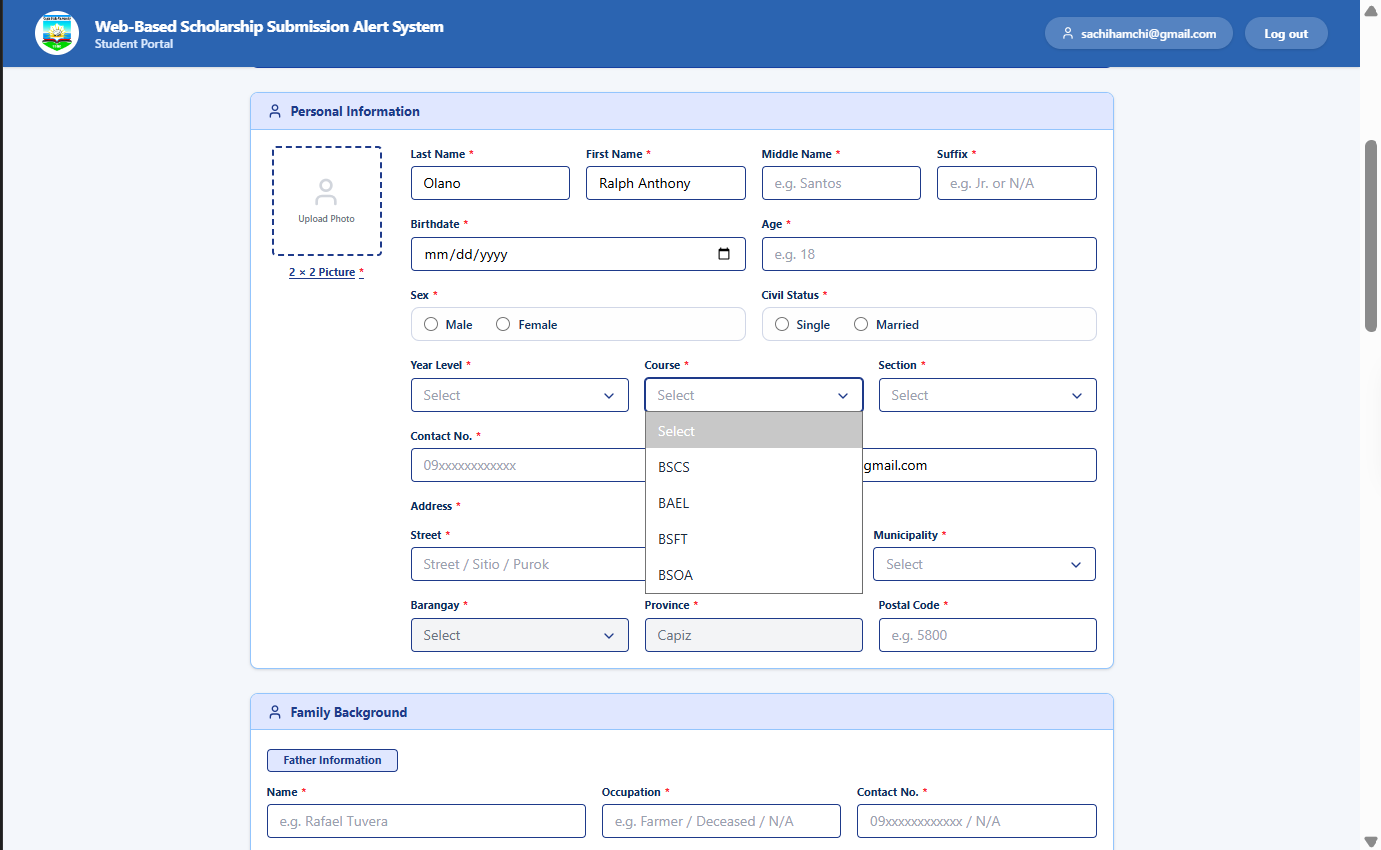 Web-Based Scholarship Submission Alert System
Student Portal
sachihamchi@gmail.com
Log out
Personal Information
Upload Photo
2 × 2 Picture *
Last Name * First Name * Middle Name * Suffix *
Olano Ralph Anthony e.g. Santos e.g. Jr. or N/A
Birthdate * Age *
mm/dd/yyyy e.g. 18
Sex * Civil Status *
Male Female Single Married
Year Level * Course * Section *
Select Select Select
Select
BSCS
BAEL
BSFT
BSOA
Contact No. *
09xxxxxxxxxxx gmail.com
Address *
Street * Municipality *
Street / Sitio / Purok Select
Barangay * Province * Postal Code *
Select Capiz e.g. 5800
Family Background
Father Information
Name * Occupation * Contact No. *
e.g. Rafael Tuvera e.g. Farmer / Deceased / N/A 09xxxxxxxxxxx / N/A